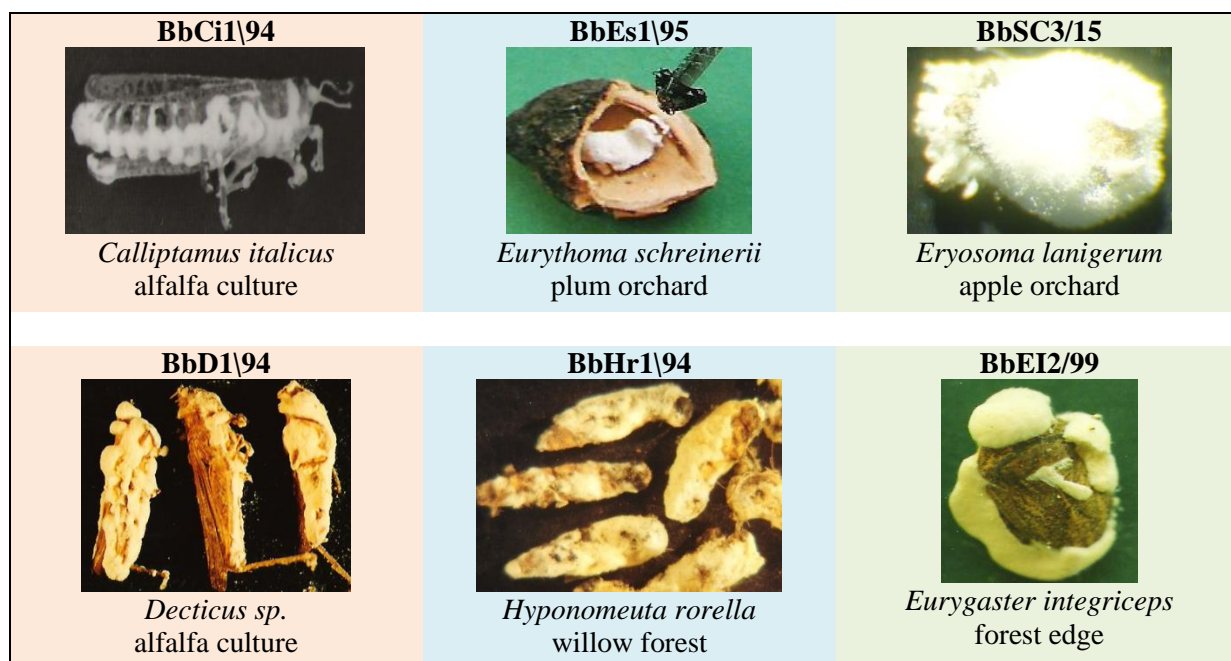 BbCi1\94
BbEs1\95
BbSC3/15
Calliptamus italicus
alfalfa culture
Eurythoma schreinerii
plum orchard
Eryosoma lanigerum
apple orchard
BbD1\94
BbHr1\94
BbEI2/99
Decticus sp.
alfalfa culture
Hyponomeuta rorella
willow forest
Eurygaster integriceps
forest edge